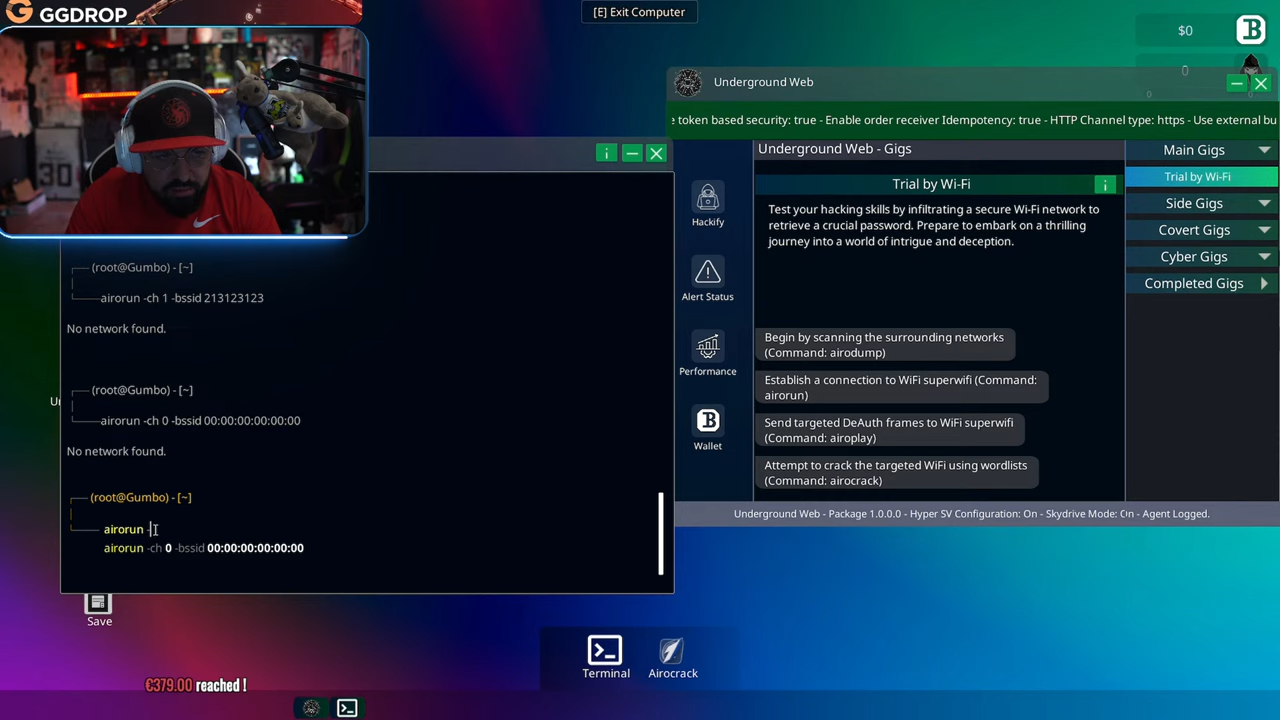 GGDROP
[E] Exit Computer
$0
0
0
0
30
Underground Web
token based security: true - Enable order receiver Idempotency: true - HTTP Channel type: https - Use external bu
Underground Web - Gigs
Trial by Wi-Fi
Test your hacking skills by infiltrating a secure Wi-Fi network to
retrieve a crucial password. Prepare to embark on a thrilling
journey into a world of intrigue and deception.
Begin by scanning the surrounding networks
(Command: airodump)
Establish a connection to WiFi superwifi (Command:
airorun)
Send targeted DeAuth frames to WiFi superwifi
(Command: airoplay)
Attempt to crack the targeted WiFi using wordlists
(Command: airocrack)
Hackify
Alert Status
Performance
Wallet
Main Gigs
Trial by Wi-Fi
Side Gigs
Covert Gigs
Cyber Gigs
Completed Gigs
Underground Web - Package 1.0.0.0 - Hyper SV Configuration: On - Skydrive Mode: On - Agent Logged.
(root@Gumbo) - [~]
airorun -ch 1 -bssid 213123123
No network found.
(root@Gumbo) - [~]
airorun -ch 0 -bssid 00:00:00:00:00:00
No network found.
(root@Gumbo) - [~]
airorun -
airorun -ch 0 -bssid 00:00:00:00:00:00
Save
Terminal
Airocrack
€379.00 reached !